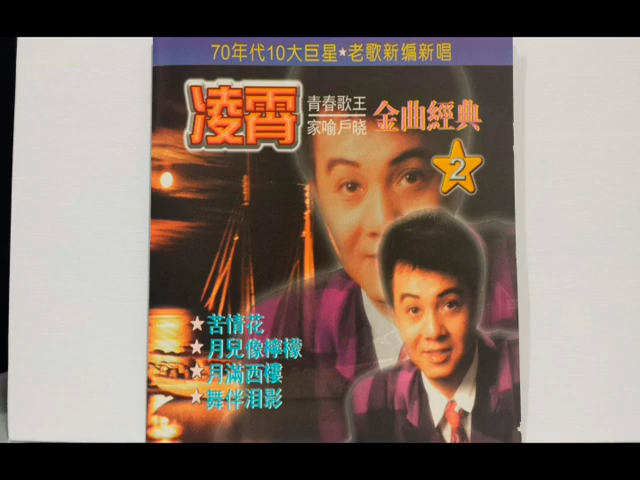 70年代10大巨星★老歌新编新唱
凌霄
青春歌王
家喻戶晓
金曲經典
2
★苦情花
★月兒像檸檬
★月滿西樓
★舞伴泪影